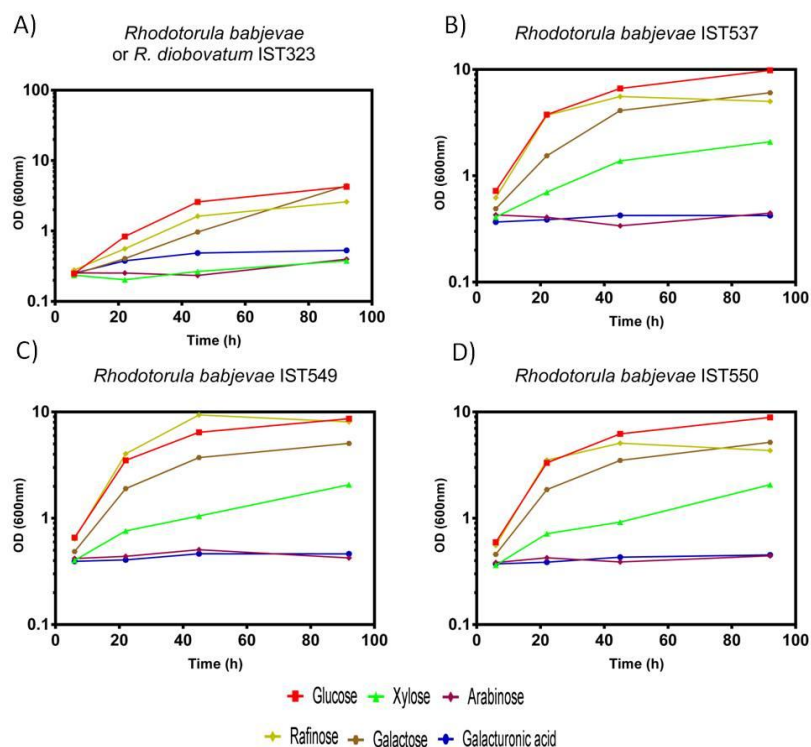 A)
Rhodotorula babjevae
or R. diobovatum IST323
OD (600nm)
100
10
1
0.1
0
20
40
60
80
100
Time (h)
B)
Rhodotorula babjevae IST537
OD (600nm)
10
1
0.1
0
20
40
60
80
100
Time (h)
C)
Rhodotorula babjevae IST549
OD (600nm)
10
1
0.1
0
20
40
60
80
100
Time (h)
D)
Rhodotorula babjevae IST550
OD (600nm)
10
1
0.1
0
20
40
60
80
100
Time (h)
Glucose Xylose Arabinose
Rafinose Galactose Galacturonic acid